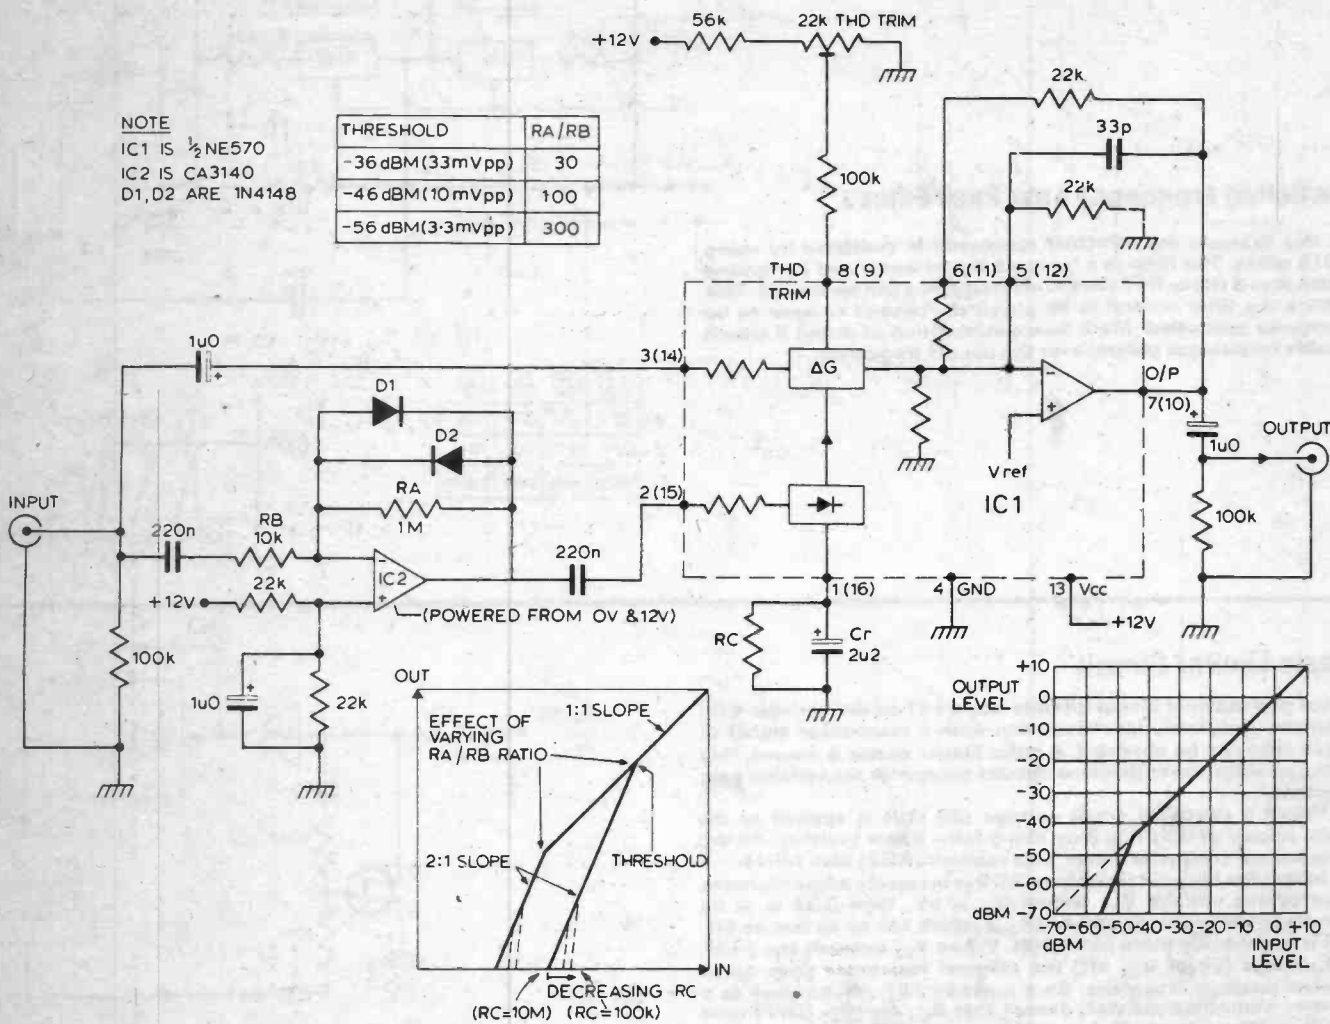 56k
22k THD TRIM
+12V
NOTE
IC1 IS ½ NE570
IC2 IS CA3140
D1,D2 ARE 1N4148
THRESHOLD RA/RB
-36 dBM(33mVpp) 30
-46 dBM(10mVpp) 100
-56 dBM(3·3mVpp) 300
22k
33p
100k
22k
THD TRIM
8(9)
6(11)
5(12)
1u0
+
3(14)
ΔG
-
+
O/P
7(10)
+
1u0
OUTPUT
D1
D2
RA
1M
Vref
IC1
2(15)
INPUT
220n
RB
10k
-
+
IC2
220n
100k
22k
+12V
(POWERED FROM 0V &12V)
1(16)
4
GND
13
Vcc
+12V
100k
RC
+
Cr
2u2
1u0
+
22k
OUT
EFFECT OF
VARYING
RA/RB RATIO
1:1 SLOPE
2:1 SLOPE
THRESHOLD
IN
DECREASING RC
(RC=10M)
(RC=100k)
OUTPUT
LEVEL
+10
0
-10
-20
-30
-40
-50
-60
dBM -70
-70 -60 -50 -40 -30 -20 -10 0 +10
dBM
INPUT
LEVEL